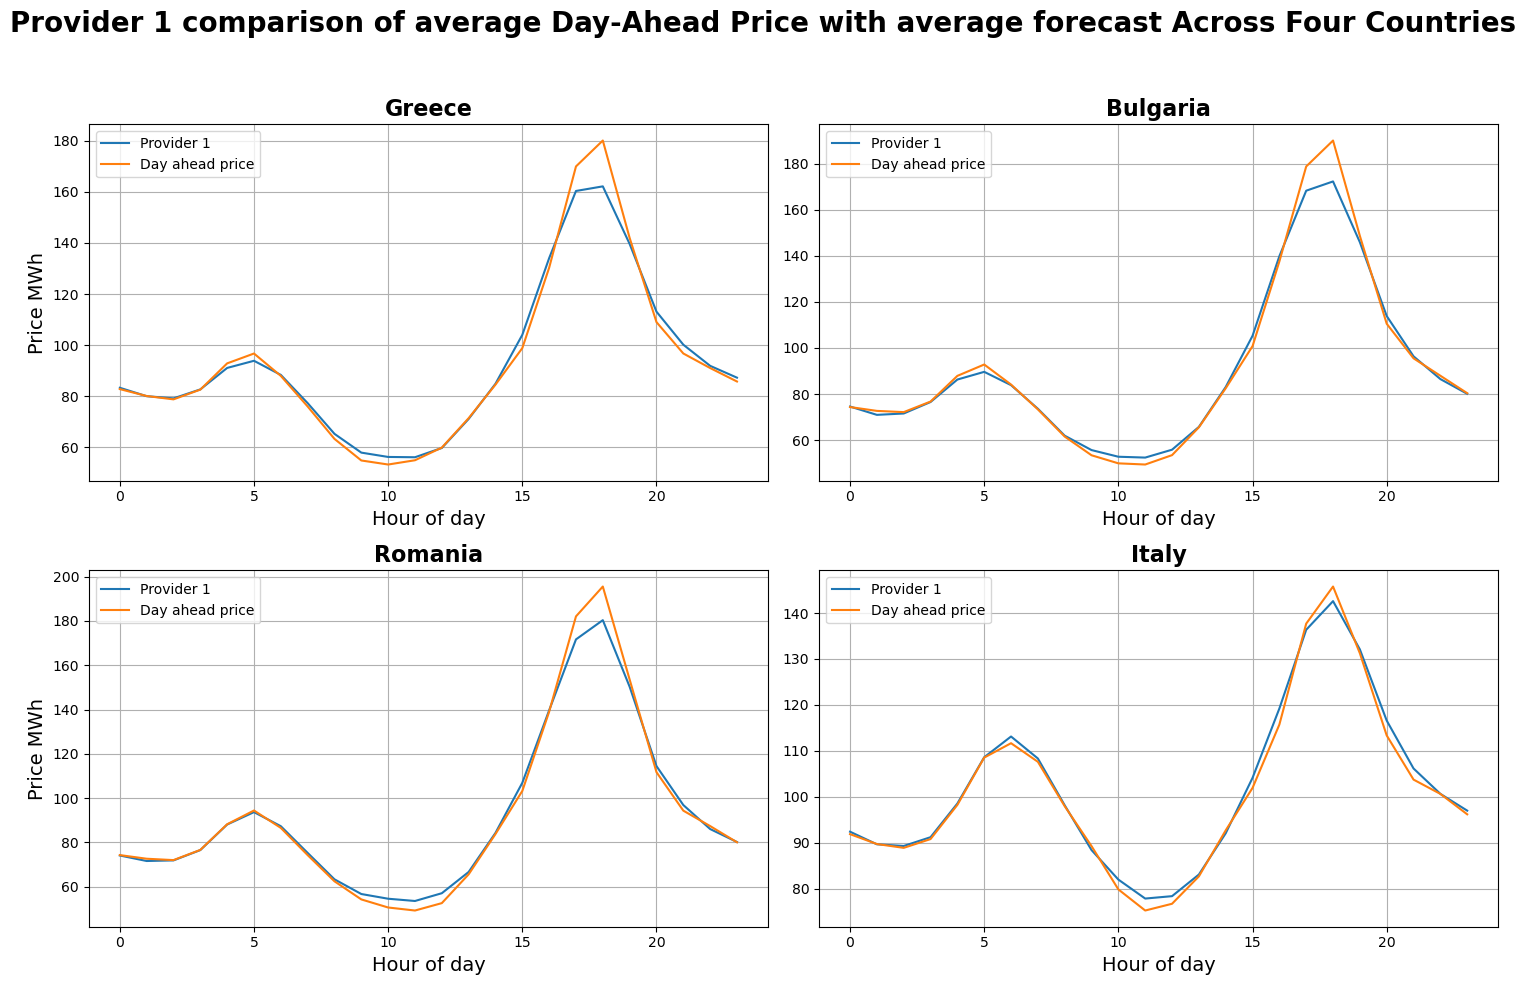 Provider 1 comparison of average Day-Ahead Price with average forecast Across Four Countries
Greece
Provider 1
Day ahead price
180
160
140
120
100
80
60
Price MWh
0 5 10 15 20
Hour of day
Bulgaria
Provider 1
Day ahead price
180
160
140
120
100
80
60
0 5 10 15 20
Hour of day
Romania
Provider 1
Day ahead price
200
180
160
140
120
100
80
60
Price MWh
0 5 10 15 20
Hour of day
Italy
Provider 1
Day ahead price
140
130
120
110
100
90
80
0 5 10 15 20
Hour of day